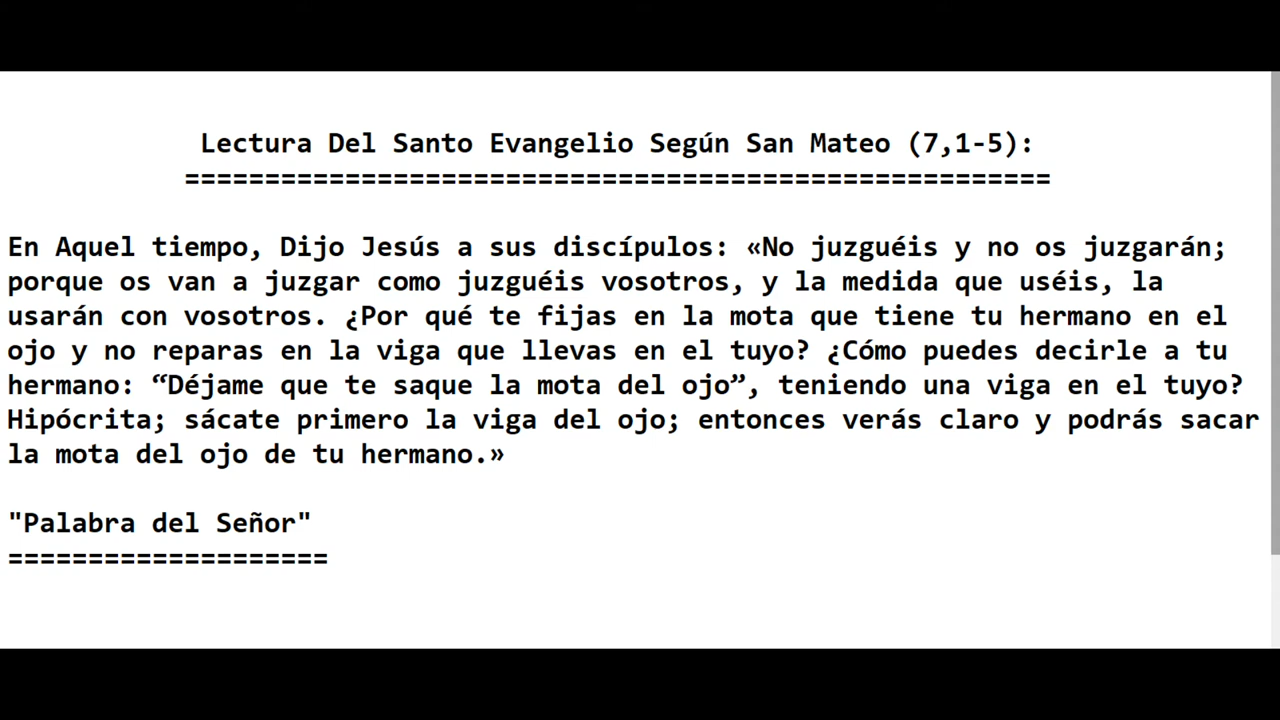 Lectura Del Santo Evangelio Según San Mateo (7,1-5):
======================================================
En Aquel tiempo, Dijo Jesús a sus discípulos: «No juzguéis y no os juzgarán;
porque os van a juzgar como juzguéis vosotros, y la medida que uséis, la
usarán con vosotros. ¿Por qué te fijas en la mota que tiene tu hermano en el
ojo y no reparas en la viga que llevas en el tuyo? ¿Cómo puedes decirle a tu
hermano: “Déjame que te saque la mota del ojo”, teniendo una viga en el tuyo?
Hipócrita; sácate primero la viga del ojo; entonces verás claro y podrás sacar
la mota del ojo de tu hermano.»
"Palabra del Señor"
====================